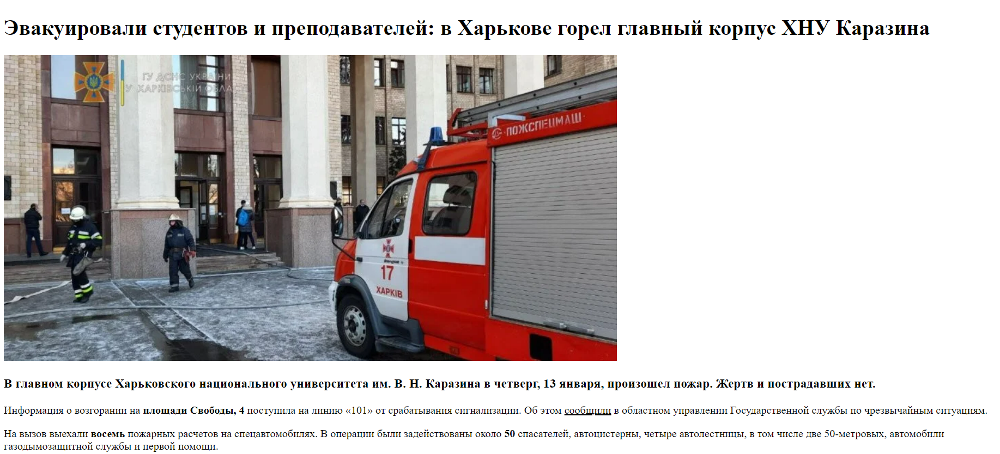 Эвакуировали студентов и преподавателей: в Харькове горел главный корпус ХНУ Каразина
ГУ ДСНС УКРАЇНИ
У ХАРКІВСЬКІЙ ОБЛА
ПОЖСПЕЦМАШ
17
ХАРКІВ
В главном корпусе Харьковского национального университета им. В. Н. Каразина в четверг, 13 января, произошел пожар. Жертв и пострадавших нет.
Информация о возгорании на площади Свободы, 4 поступила на линию «101» от срабатывания сигнализации. Об этом сообщили в областном управлении Государственной службы по чрезвычайным ситуациям.
На вызов выехали восемь пожарных расчетов на спецавтомобилях. В операции были задействованы около 50 спасателей, автоцистерны, четыре автолестницы, в том числе две 50-метровых, автомобили
газодымозащитной службы и первой помощи.